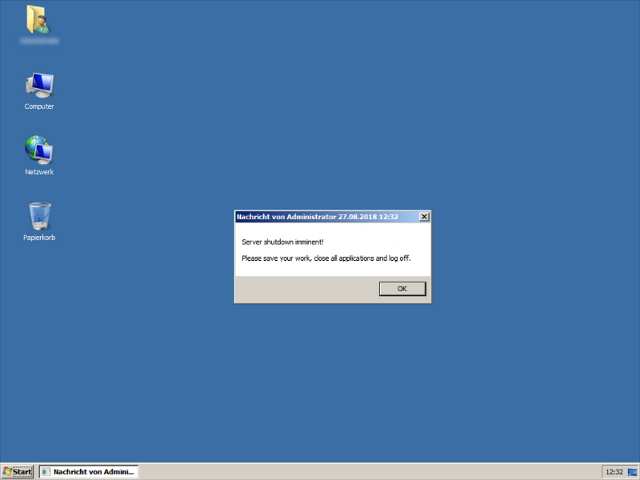 Computer
Netzwerk
Papierkorb
Nachricht von Administrator 27.08.2018 12:32
Server shutdown imminent!
Please save your work, close all applications and log off.
OK
Start
Nachricht von Admini...
12:32